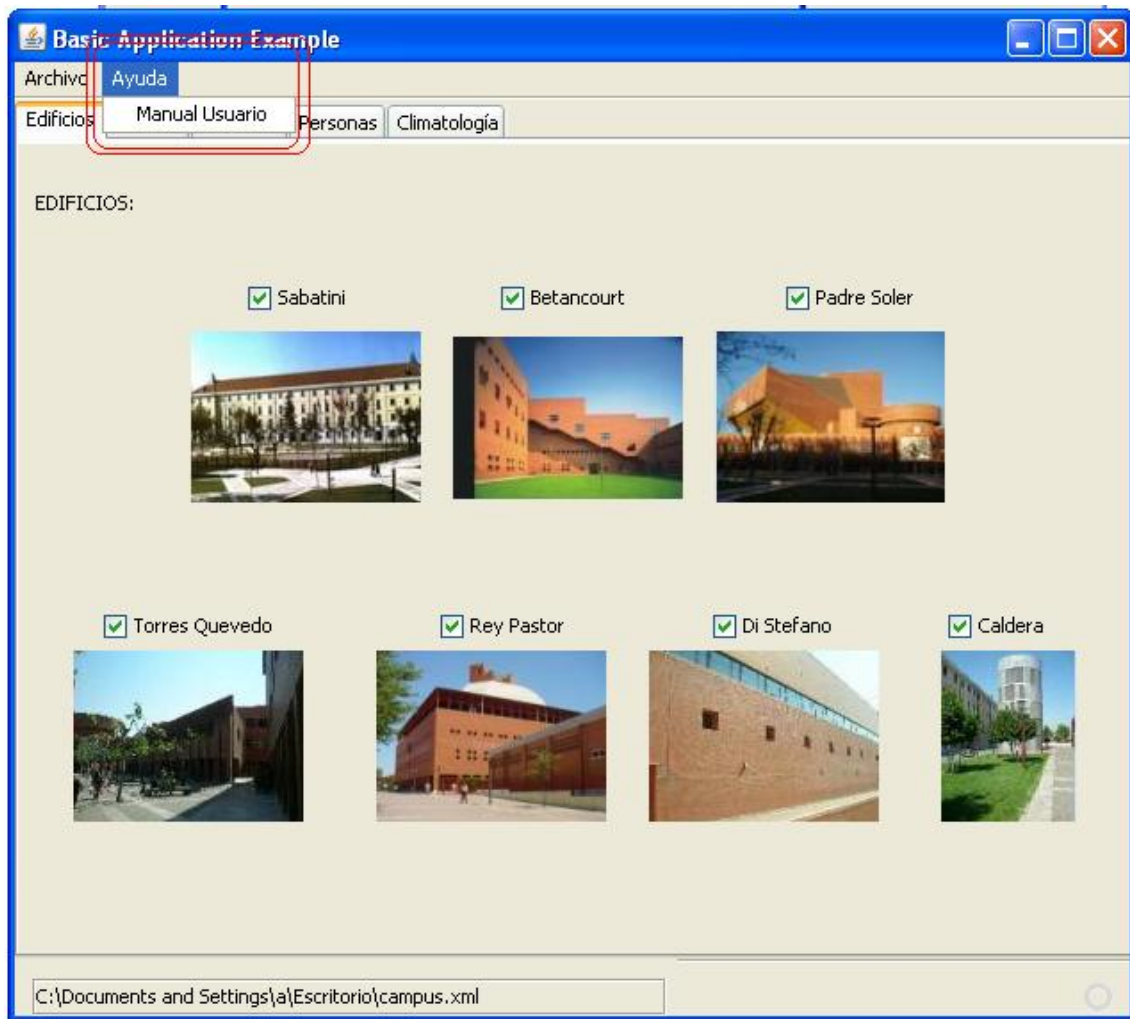 Basic Application Example
Archivo Ayuda
Manual Usuario
Edificios Personas Climatología
EDIFICIOS:
Sabatini Betancourt Padre Soler
Torres Quevedo Rey Pastor Di Stefano Caldera
C:\Documents and Settings\a\Escritorio\campus.xml